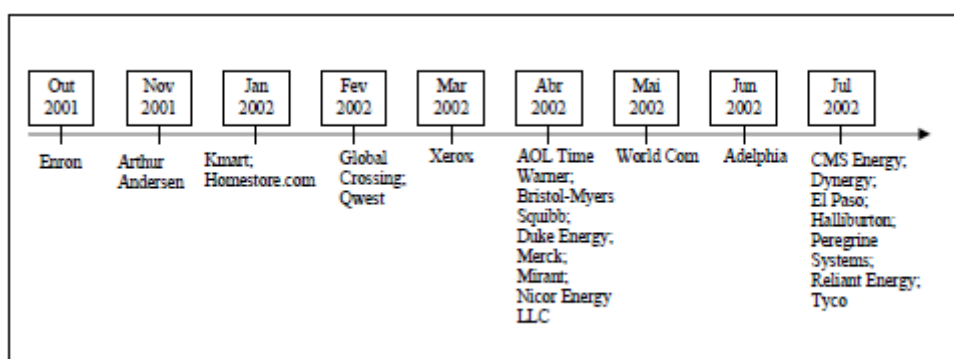 Out
2001
Nov
2001
Jan
2002
Fev
2002
Mar
2002
Abr
2002
Mai
2002
Jun
2002
Jul
2002
Enron
Arthur
Andersen
Kmart;
Homestore.com
Global
Crossing;
Qwest
Xerox
AOL Time
Warner;
Bristol-Myers
Squibb;
Duke Energy;
Merck;
Mirant;
Nicor Energy
LLC
World Com
Adelphia
CMS Energy;
Dynergy;
El Paso;
Halliburton;
Peregrine
Systems;
Reliant Energy;
Tyco